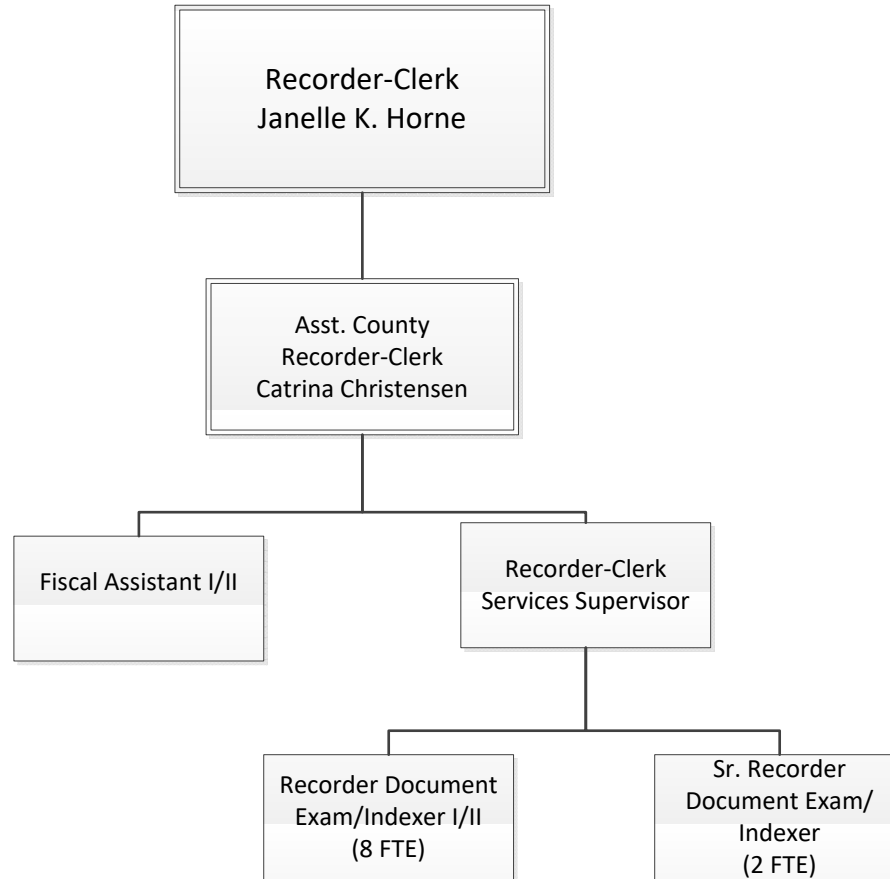 Recorder-Clerk
Janelle K. Horne
Asst. County
Recorder-Clerk
Catrina Christensen
Fiscal Assistant I/II
Recorder-Clerk
Services Supervisor
Recorder Document
Exam/Indexer I/II
(8 FTE)
Sr. Recorder
Document Exam/
Indexer
(2 FTE)